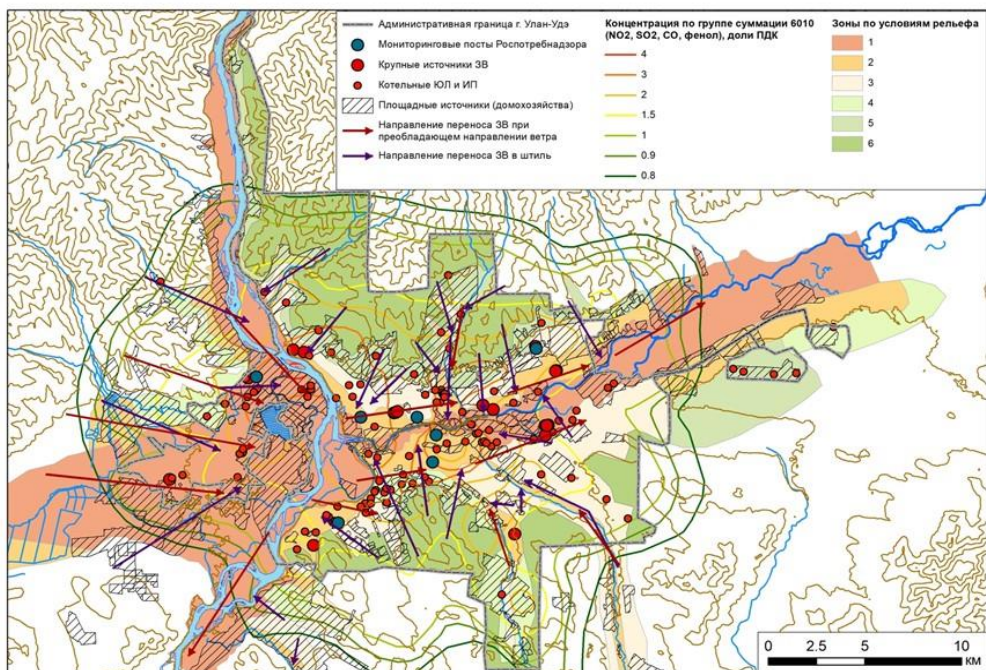 Административная граница г. Улан-Удэ
Мониторинговые посты Роспотребнадзора
Крупные источники ЗВ
Котельные ЮЛ и ИП
Площадные источники (домохозяйства)
Направление переноса ЗВ при
преобладающем направлении ветра
Направление переноса ЗВ в штиль
Концентрация по группе суммации 6010
(NO2, SO2, CO, фенол), доли ПДК
4
3
2
1.5
1
0.9
0.8
Зоны по условиям рельефа
1
2
3
4
5
6
0 2.5 5 10
км